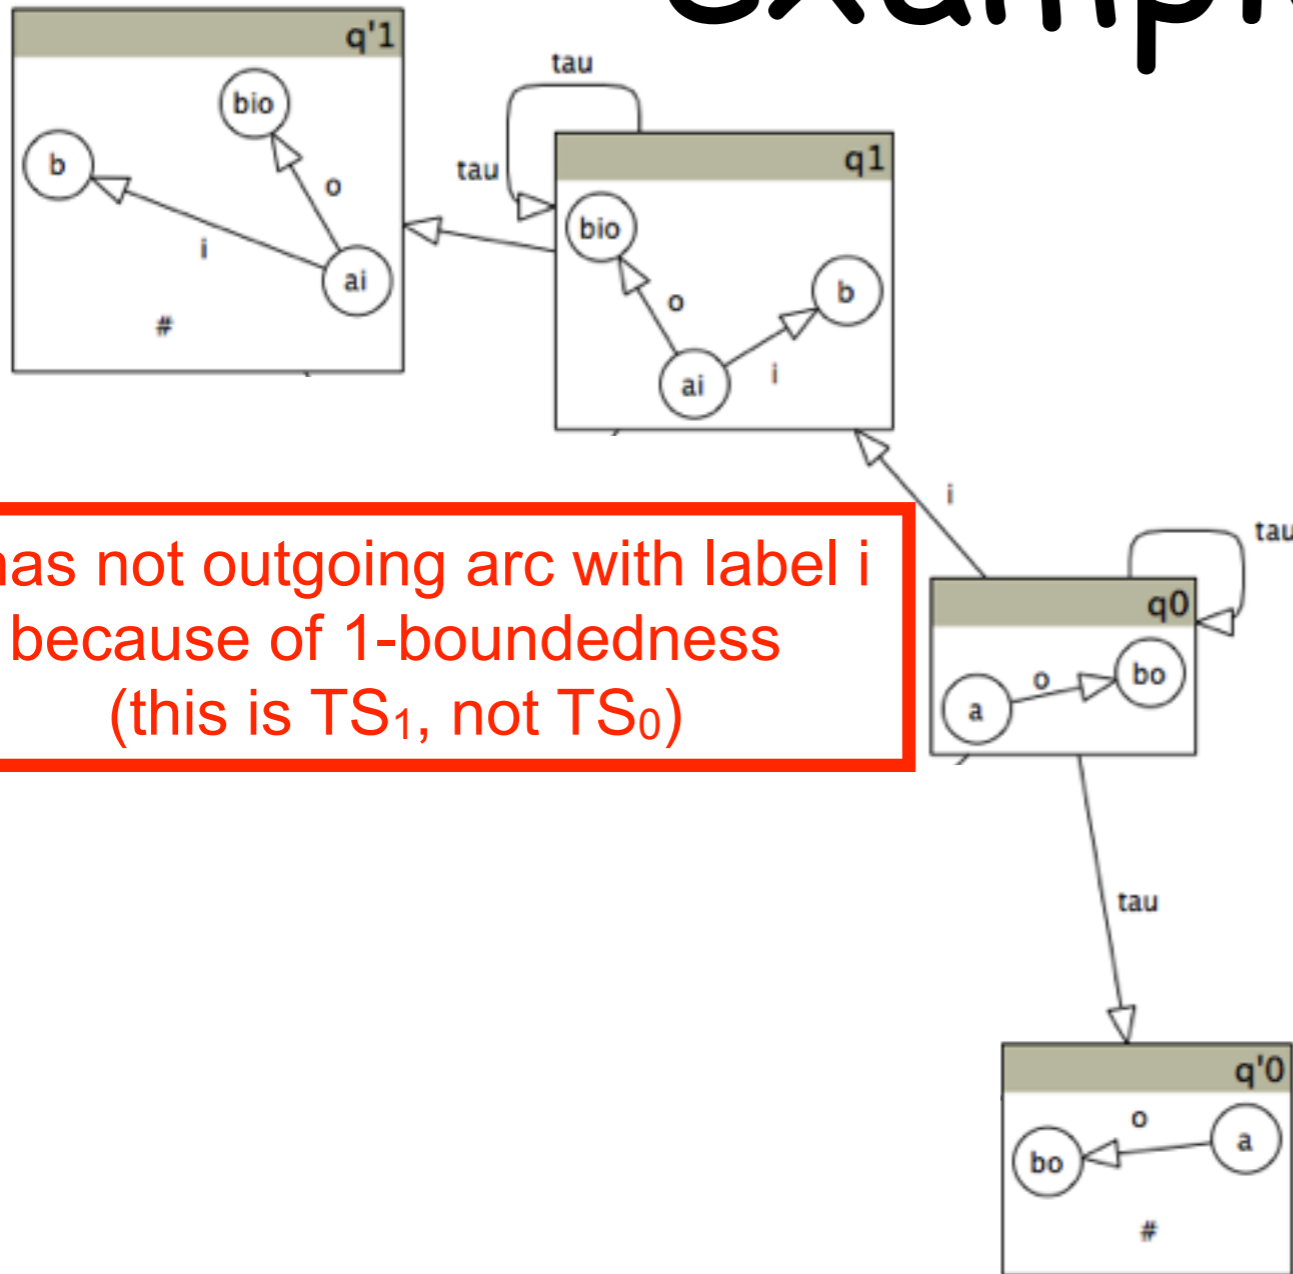 q'1
bio
b
o
i
ai
#
tau
tau
q1
bio
b
o
i
ai
i
has not outgoing arc with label i
because of 1-boundedness
(this is TS₁, not TS₀)
tau
q0
a
o
bo
tau
q'0
o
bo
a
#